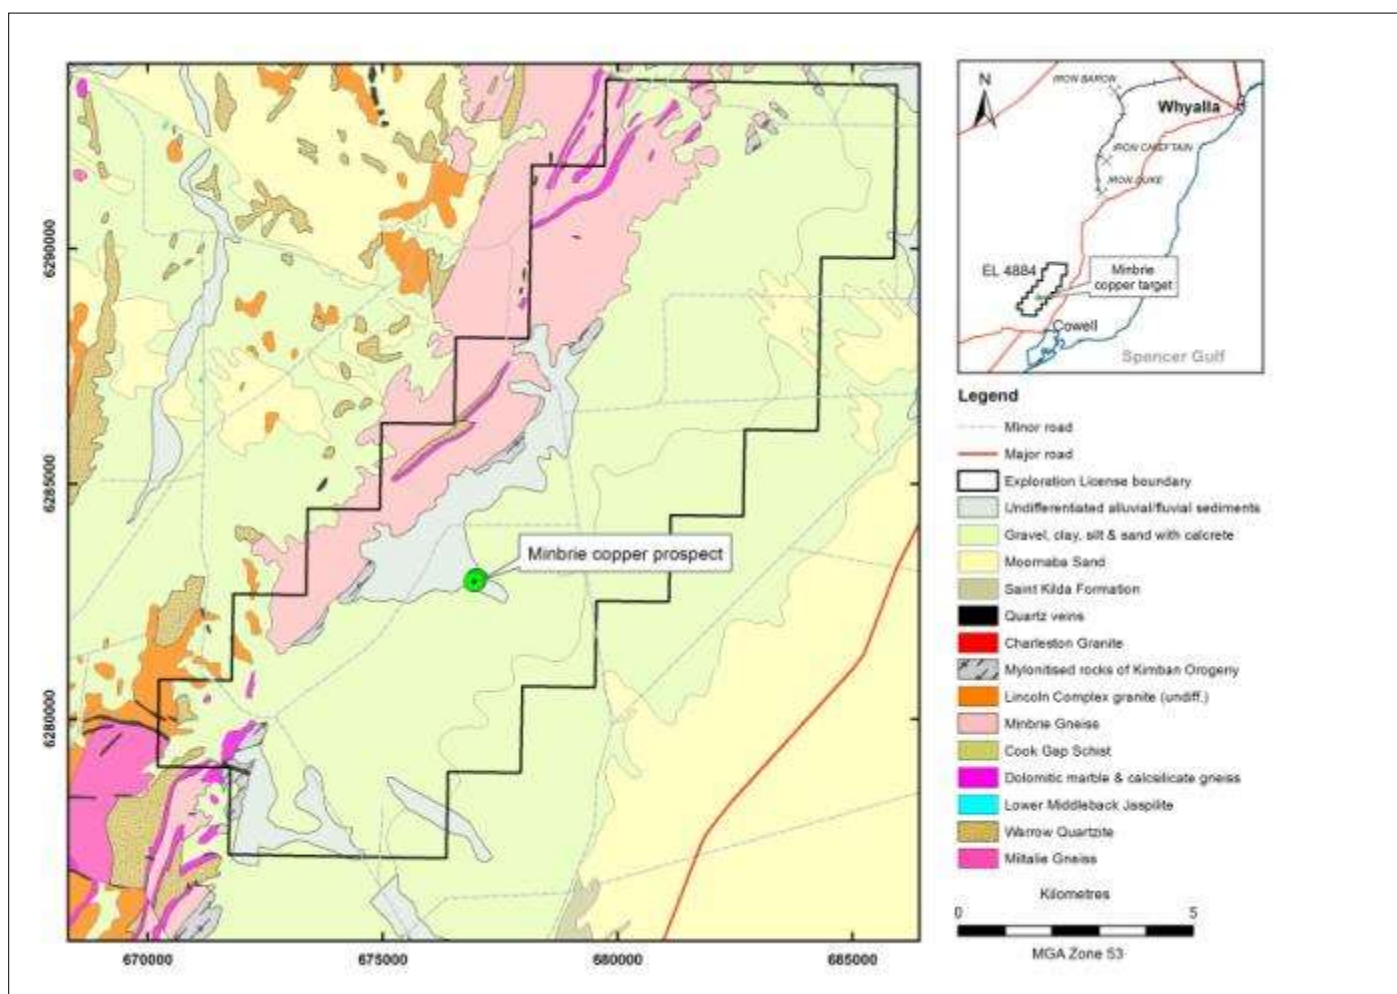 6290000
6285000
6280000
670000
675000
680000
685000
Minbrie copper prospect
N
IRON BARON
Whyalla
IRON CHIEFTAIN
IRON DUKE
EL 4884
Minbrie
copper target
Cowell
Spencer Gulf
Legend
Minor road
Major road
Exploration License boundary
Undifferentiated alluvial/fluvial sediments
Gravel, clay, silt & sand with calcrete
Moornaba Sand
Saint Kilda Formation
Quartz veins
Charleston Granite
Mylonitised rocks of Kimban Orogeny
Lincoln Complex granite (undiff.)
Minbrie Gneiss
Cook Gap Schist
Dolomitic marble & calcsilicate gneiss
Lower Middleback Jaspilite
Warrow Quartzite
Miltalie Gneiss
Kilometres
0 5
MGA Zone 53